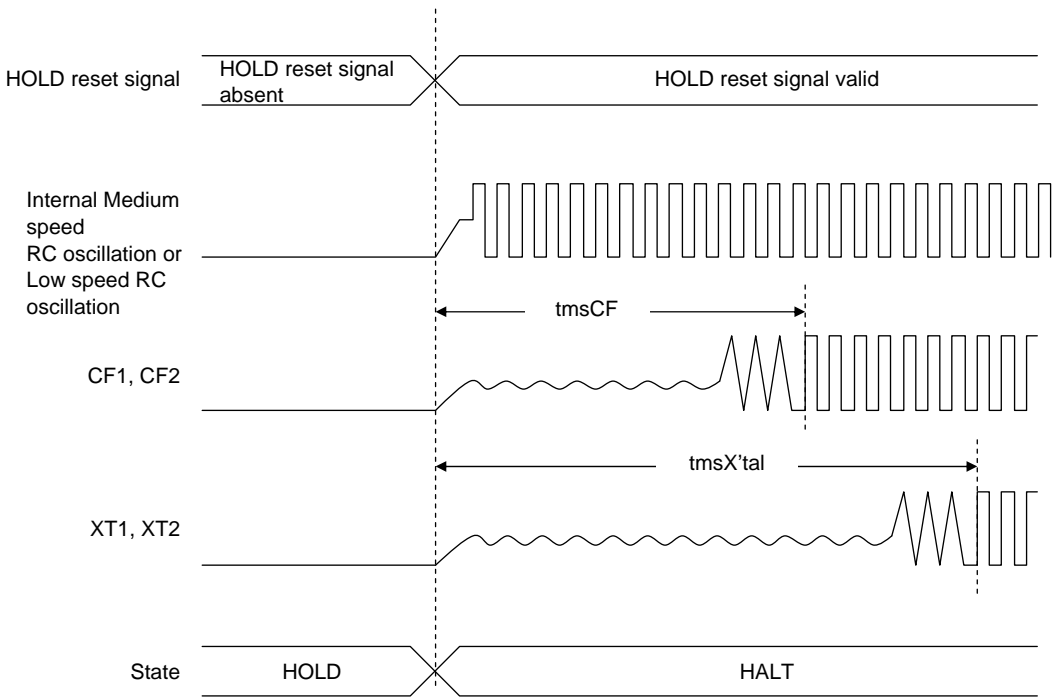 HOLD reset signal
HOLD reset signal
absent
HOLD reset signal valid
Internal Medium
speed
RC oscillation or
Low speed RC
oscillation
tmsCF
CF1, CF2
tmsX'tal
XT1, XT2
State
HOLD
HALT